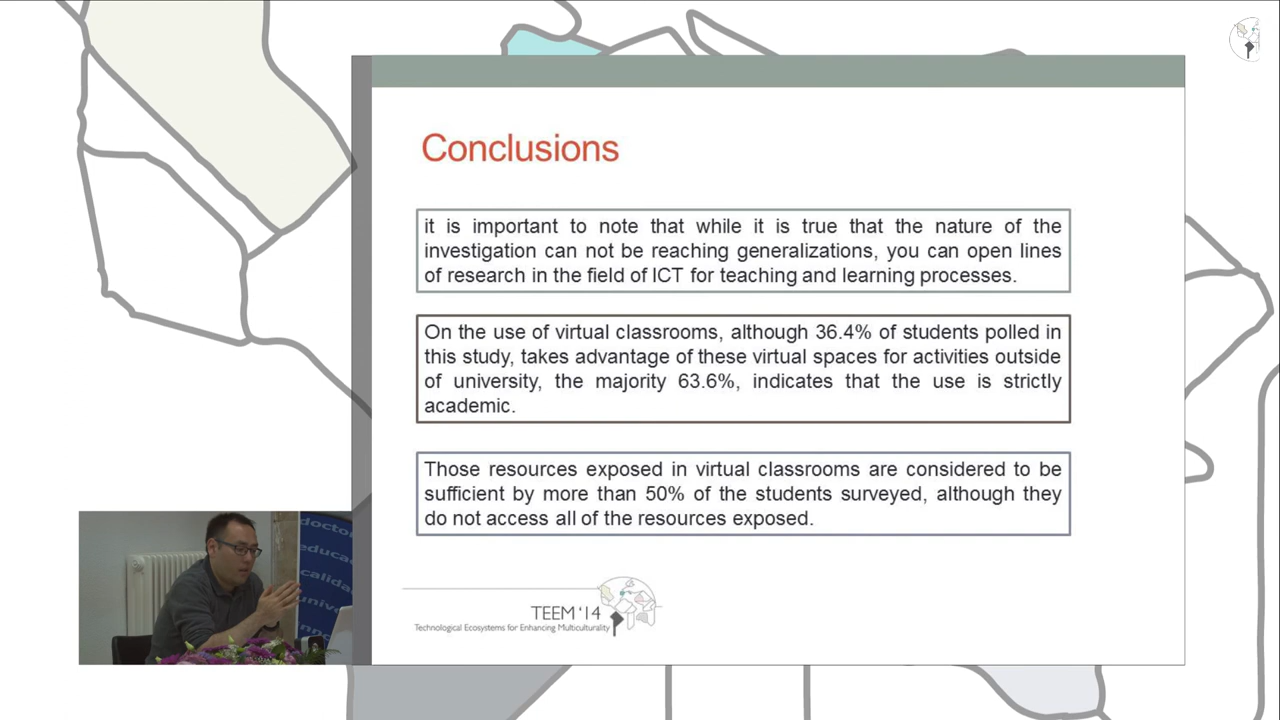 Conclusions
it is important to note that while it is true that the nature of the
investigation can not be reaching generalizations, you can open lines
of research in the field of ICT for teaching and learning processes.
On the use of virtual classrooms, although 36.4% of students polled in
this study, takes advantage of these virtual spaces for activities outside
of university, the majority 63.6%, indicates that the use is strictly
academic.
Those resources exposed in virtual classrooms are considered to be
sufficient by more than 50% of the students surveyed, although they
do not access all of the resources exposed.
TEEM '14
Technological Ecosystems for Enhancing Multiculturality
doctor
educa
calida
unive
nno